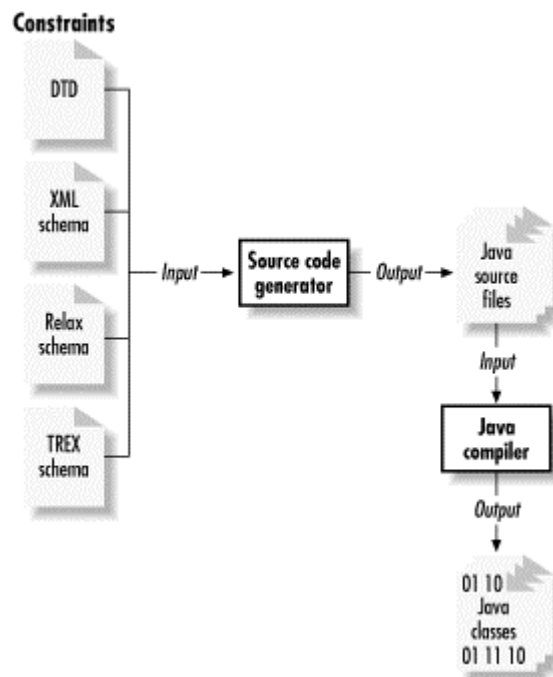 Constraints
DTD
XML
schema
Relax
schema
TREX
schema
Input
Source code
generator
Output
Java
source
files
Input
Java
compiler
Output
01 10
Java
classes
01 11 10